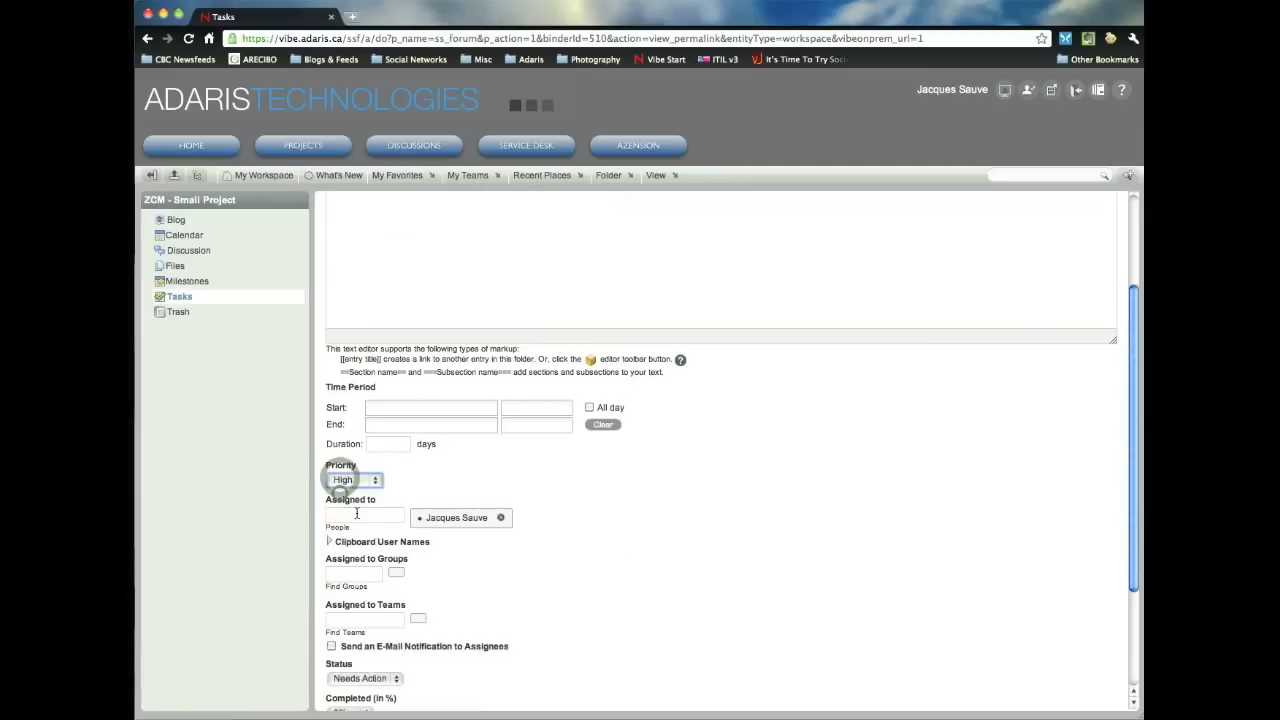 Tasks
https://vibe.adaris.ca/ssf/a/do?p_name=ss_forum&p_action=1&binderId=510&action=view_permalink&entityType=workspace&vibeonprem_url=1
CBC Newsfeeds ARECIBO Blogs & Feeds Social Networks Misc Adaris Photography Vibe Start ITIL v3 It's Time To Try Soc Other Bookmarks
ADARISTECHNOLOGIES
Jacques Sauve
HOME PROJECTS DISCUSSIONS SERVICE DESK AZENSION
My Workspace What's New My Favorites My Teams Recent Places Folder View
ZCM - Small Project
Blog
Calendar
Discussion
Files
Milestones
Tasks
Trash
This text editor supports the following types of markup:
[[entry title]] creates a link to another entry in this folder. Or, click the editor toolbar button. ?
==Section name== and ===Subsection name=== add sections and subsections to your text.
Time Period
Start: All day
End: Clear
Duration: days
Priority
High
Assigned to
Jacques Sauve
People
Clipboard User Names
Assigned to Groups
Find Groups
Assigned to Teams
Find Teams
Send an E-Mail Notification to Assignees
Status
Needs Action
Completed (in %)